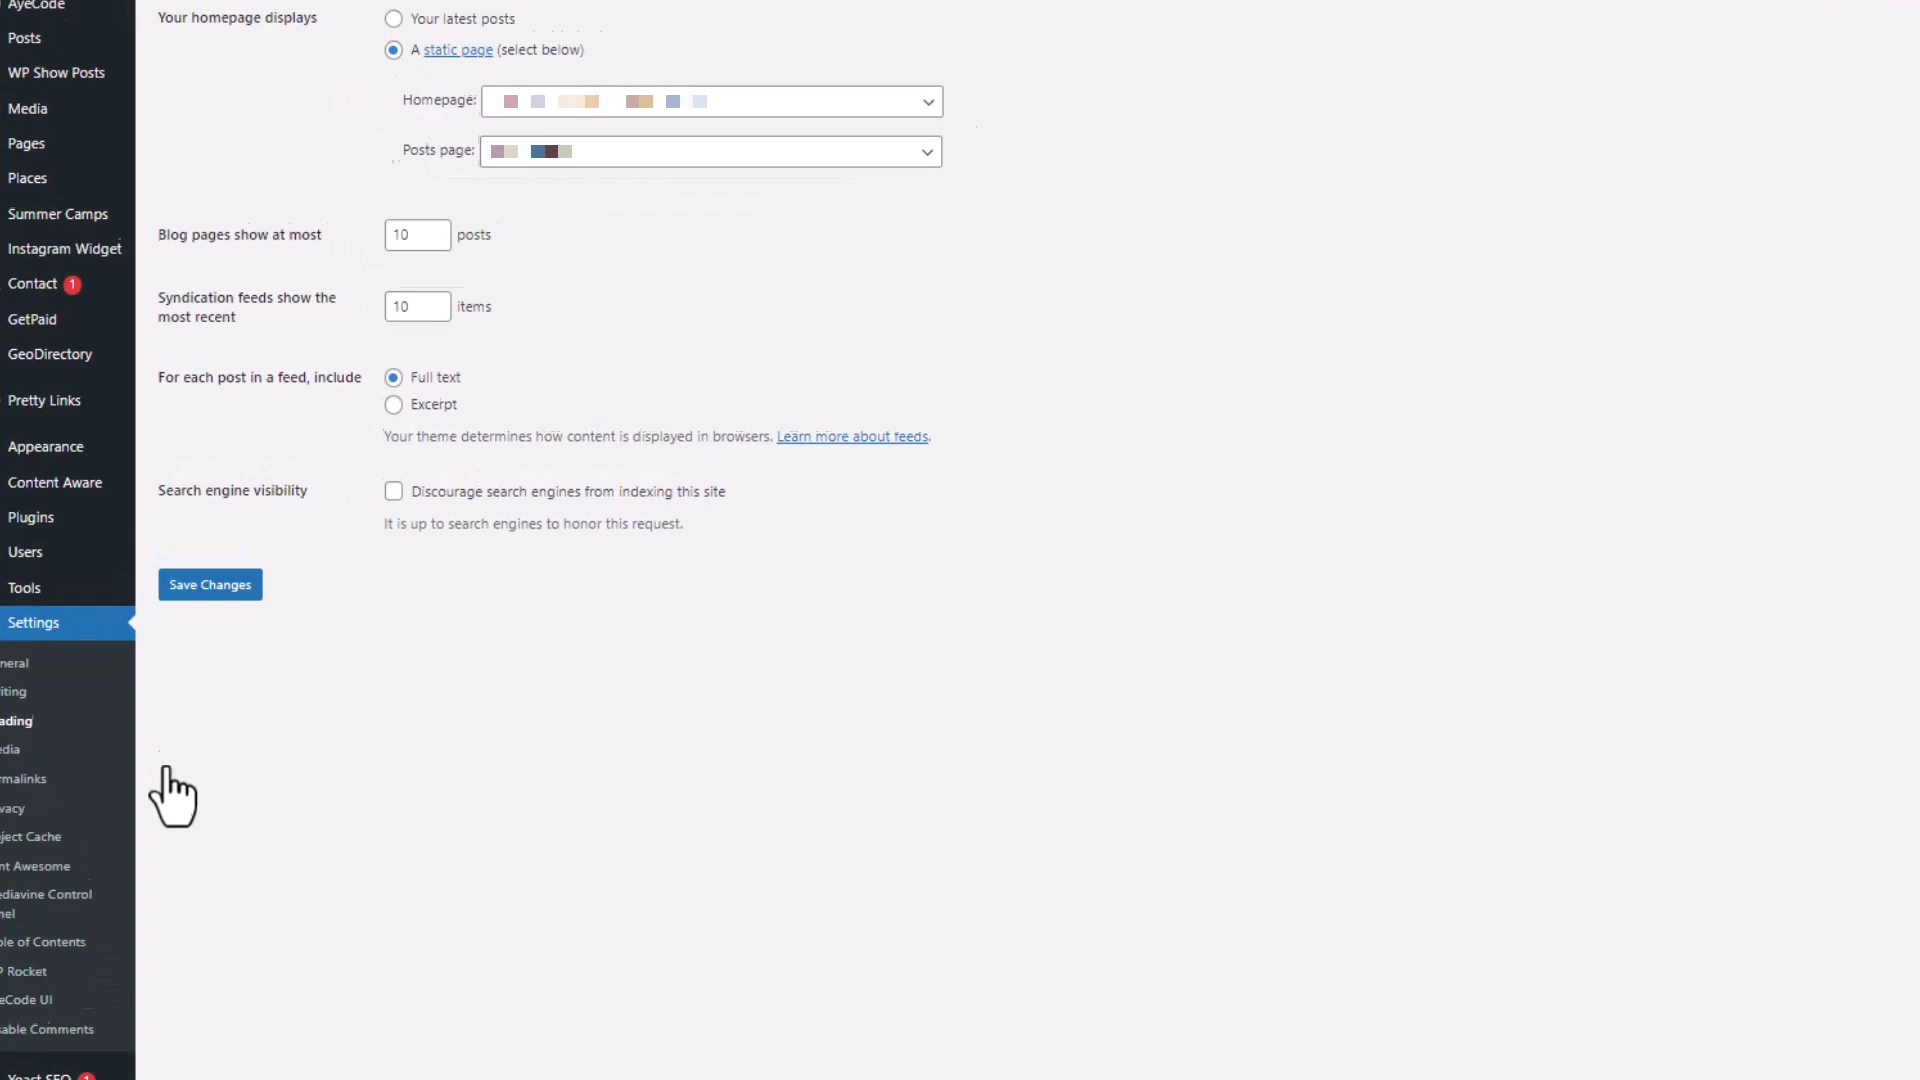 AyeCode
Posts
WP Show Posts
Media
Pages
Places
Summer Camps
Instagram Widget
Contact 1
GetPaid
GeoDirectory
Pretty Links
Appearance
Content Aware
Plugins
Users
Tools
Settings
neral
iting
ading
edia
rmalinks
vacy
ject Cache
nt Awesome
ediavine Control
nel
ble of Contents
P Rocket
eCode UI
sable Comments
Yoast SEO 1
Your homepage displays
Your latest posts
A static page (select below)
Homepage:
Posts page:
Blog pages show at most 10 posts
Syndication feeds show the
most recent
10 items
For each post in a feed, include
Full text
Excerpt
Your theme determines how content is displayed in browsers. Learn more about feeds.
Search engine visibility
Discourage search engines from indexing this site
It is up to search engines to honor this request.
Save Changes